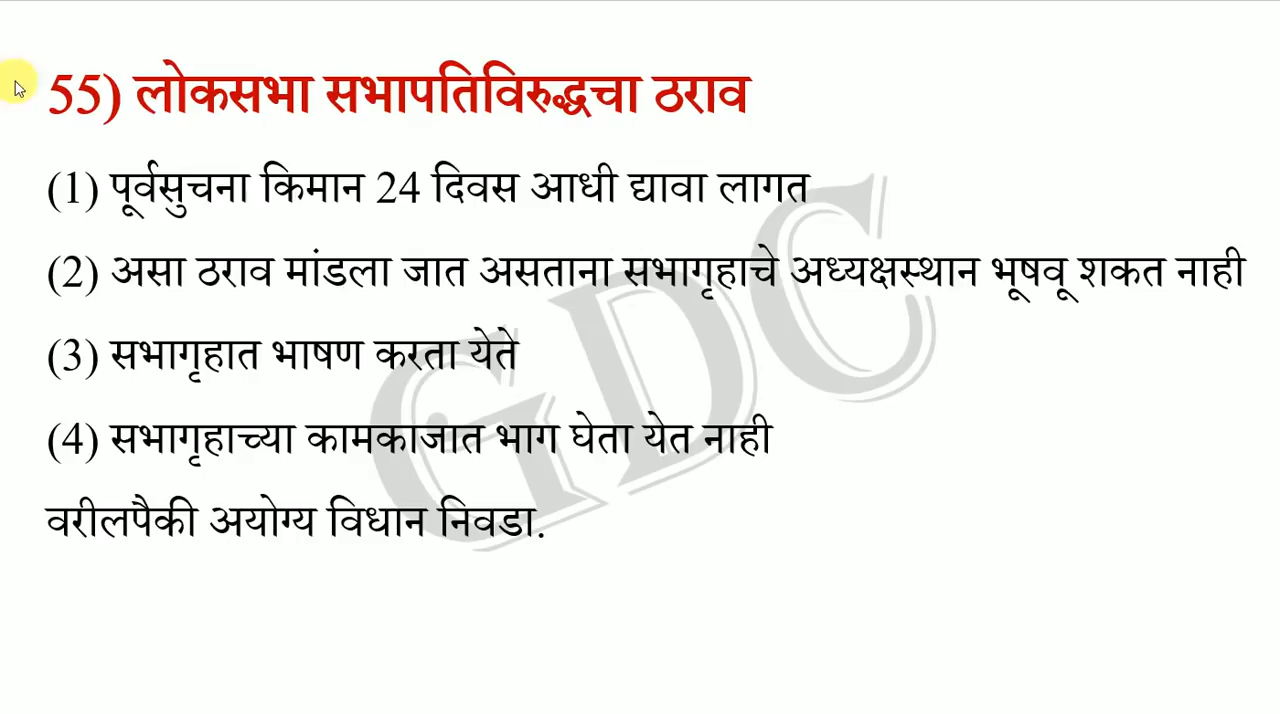 55) लोकसभा सभापतिविरुद्धचा ठराव
(1) पूर्वसुचना किमान 24 दिवस आधी द्यावा लागत
(2) असा ठराव मांडला जात असताना सभागृहाचे अध्यक्षस्थान भूषवू शकत नाही
(3) सभागृहात भाषण करता येते
(4) सभागृहाच्या कामकाजात भाग घेता येत नाही
वरीलपैकी अयोग्य विधान निवडा.
GDC